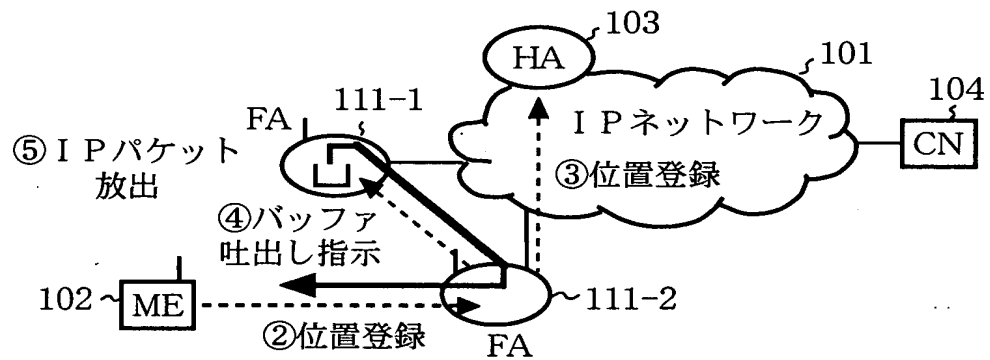 103
HA
101
104
111-1
FA
IPネットワーク
CN
⑤IPパケット
放出
③位置登録
④バッファ
吐出し指示
102
ME
111-2
②位置登録
FA